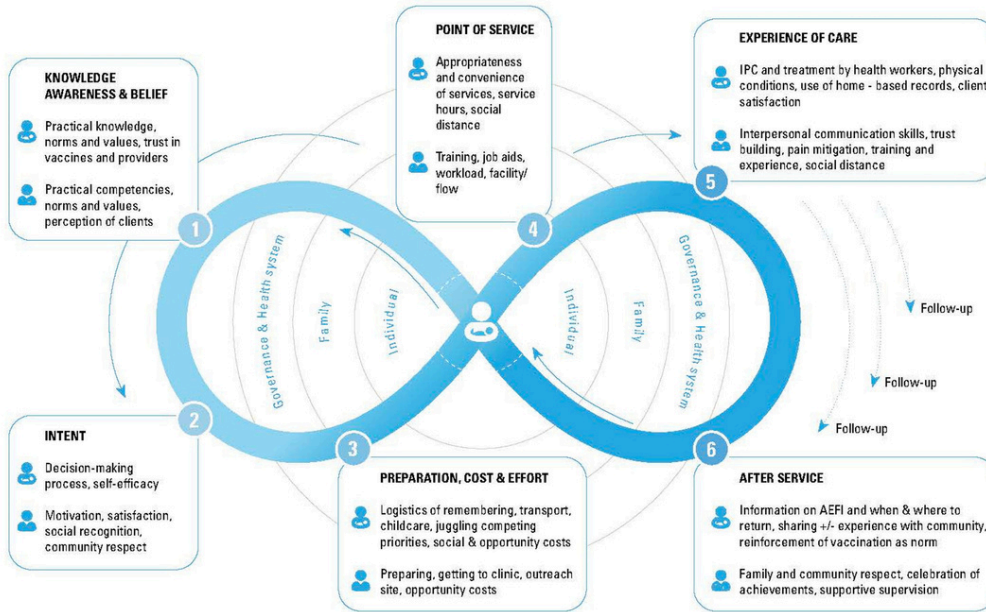 KNOWLEDGE
AWARENESS & BELIEF
Practical knowledge,
norms and values, trust in
vaccines and providers
Practical competencies,
norms and values,
perception of clients
1
POINT OF SERVICE
Appropriateness
and convenience
of services, service
hours, social
distance
Training, job aids,
workload, facility/
flow
4
EXPERIENCE OF CARE
IPC and treatment by health workers, physical
conditions, use of home - based records, client
satisfaction
Interpersonal communication skills, trust
building, pain mitigation, training and
experience, social distance
5
Governance & Health system
Family
Individual
Individual
Family
Governance & Health system
Follow-up
Follow-up
Follow-up
2
INTENT
Decision-making
process, self-efficacy
Motivation, satisfaction,
social recognition,
community respect
3
PREPARATION, COST & EFFORT
Logistics of remembering, transport,
childcare, juggling competing
priorities, social & opportunity costs
Preparing, getting to clinic, outreach
site, opportunity costs
6
AFTER SERVICE
Information on AEFI and when & where to
return, sharing +/- experience with community,
reinforcement of vaccination as norm
Family and community respect, celebration of
achievements, supportive supervision